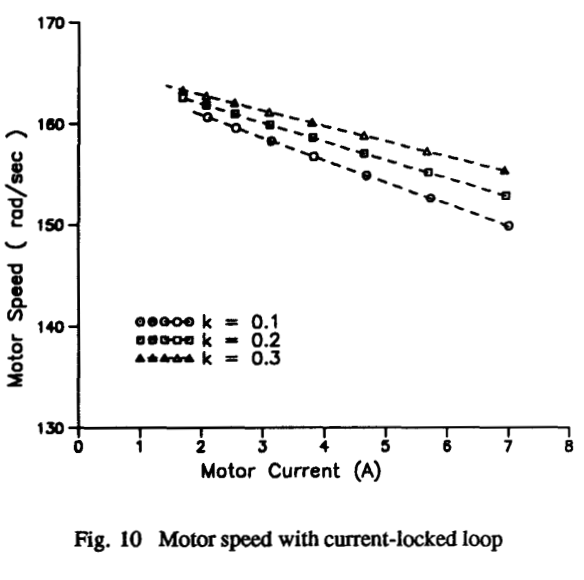 170
160
150
140
130
Motor Speed ( rad/sec )
k = 0.1
k = 0.2
k = 0.3
0 1 2 3 4 5 6 7 8
Motor Current (A)
Fig. 10 Motor speed with current-locked loop